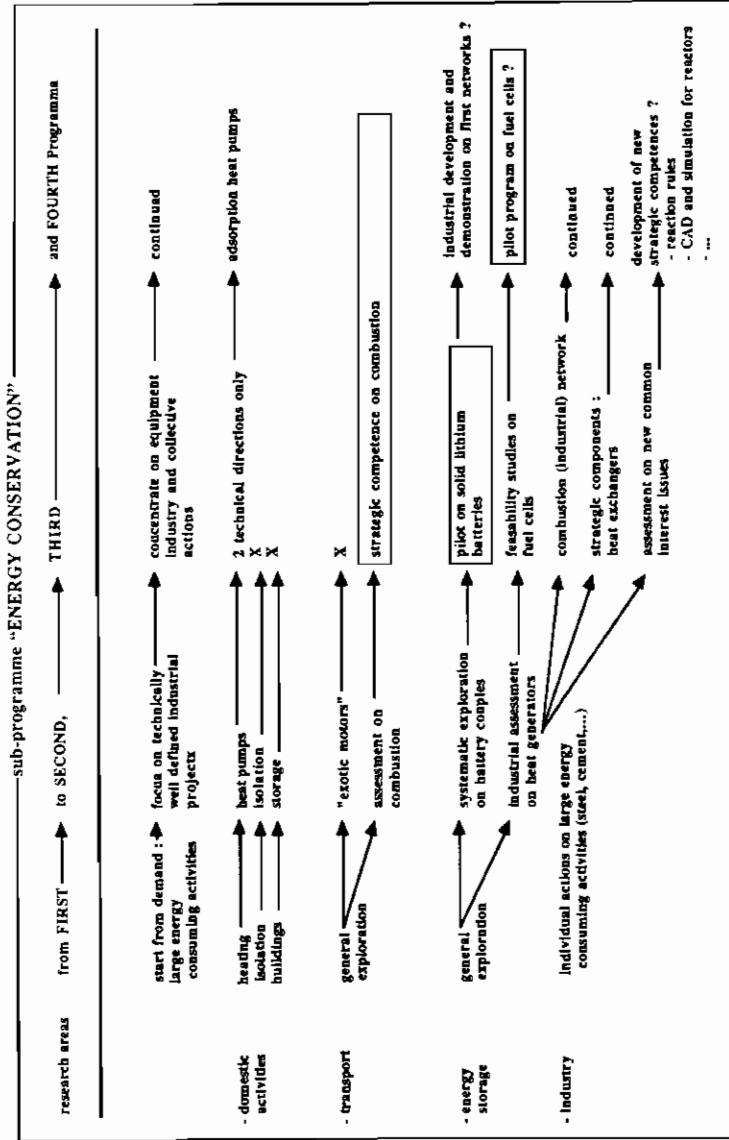 sub-programme "ENERGY CONSERVATION"
research areas from FIRST to SECOND, THIRD and FOURTH Programma
start from demand : focus on technically coucentrate on equipment continuad
large energy well defined industrial industry and collective
consuming activities projectx actions
- domestic heating heat pumps 2 technical directions only adsorption heat pumps
activities isolation isolation X
buildings storage X
- transport general "exotic motors" X
exploration assessment on strategic competence on combustion
combustion
- energy general systematic exploration pilot on solid lithium industrial development and
storage exploration on hattery couples batteries demonstration on first networks ?
industrial assessment feasability studies on pilot program on fuel cells ?
on heat generators fuel cells
- industry individual actions on large energy combustion (industrial) network continued
consuming activities (steel, cement,...) strategic components : continned
heat exchangers
assessment on new common development of new
interest issues strategic competences ?
- reaction rules
- CAD and simulation for reactors
- ...